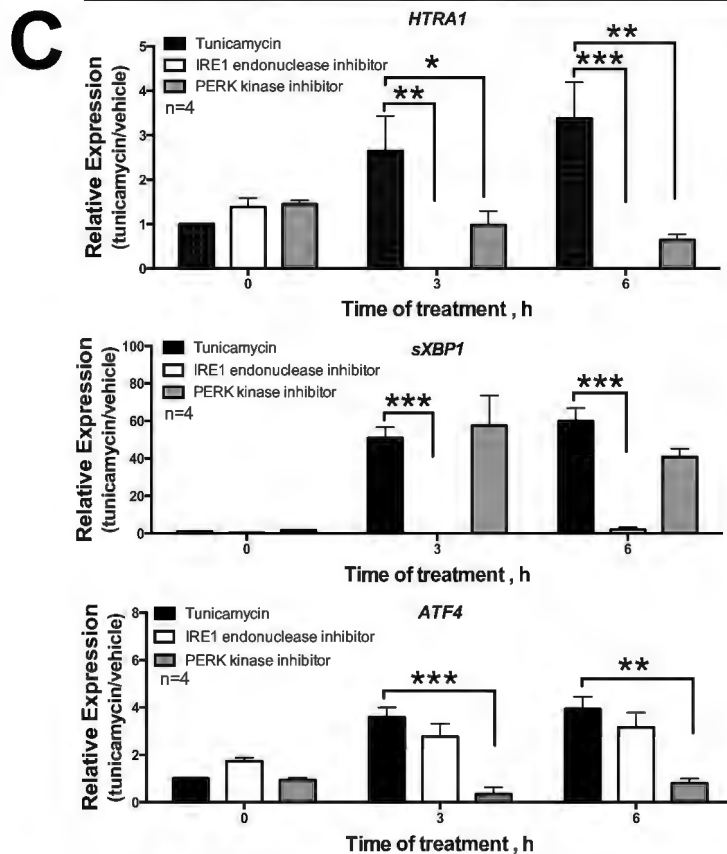 C
HTRA1
Tunicamycin
IRE1 endonuclease inhibitor
PERK kinase inhibitor
n=4
Relative Expression
(tunicamycin/vehicle)
5
4
3
2
1
0
*
**
**
***
0
3
6
Time of treatment , h
sXBP1
Tunicamycin
IRE1 endonuclease inhibitor
PERK kinase inhibitor
n=4
Relative Expression
(tunicamycin/vehicle)
100
80
60
40
20
0
***
***
0
3
6
Time of treatment , h
ATF4
Tunicamycin
IRE1 endonuclease inhibitor
PERK kinase inhibitor
n=4
Relative Expression
(tunicamycin/vehicle)
8
6
4
2
0
***
**
0
3
6
Time of treatment , h